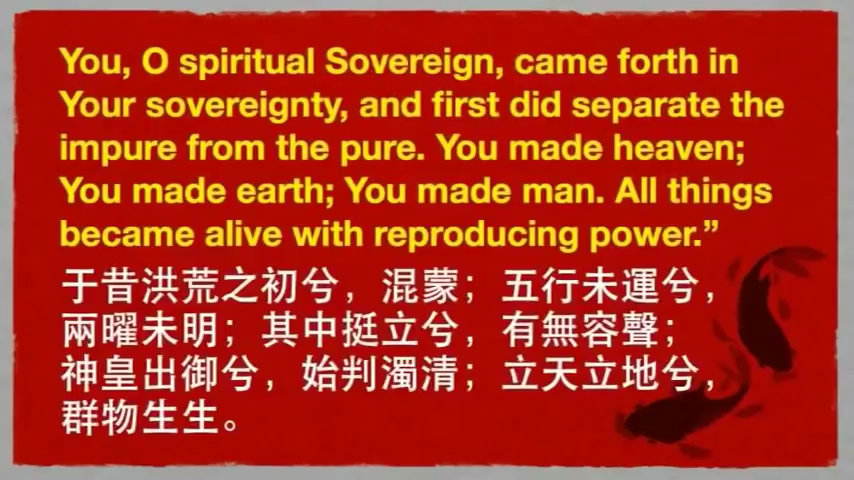 You, O spiritual Sovereign, came forth in
Your sovereignty, and first did separate the
impure from the pure. You made heaven;
You made earth; You made man. All things
became alive with reproducing power.”
于昔洪荒之初兮，混蒙；五行未運兮，
兩曜未明；其中挺立兮，有無容聲；
神皇出御兮，始判濁清；立天立地兮，
群物生生。